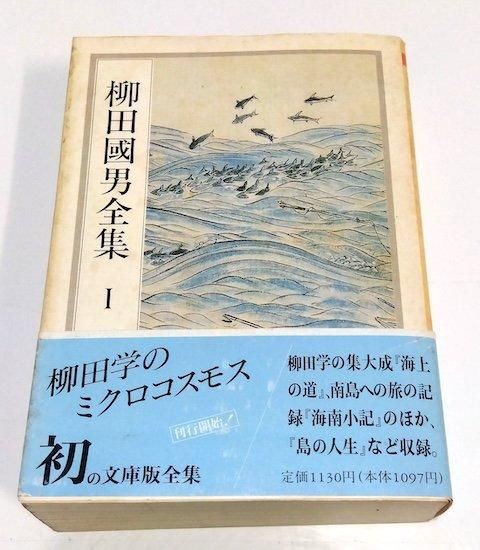 柳田國男全集 1
柳田学の
ミクロコスモス
刊行開始!
初の文庫版全集
柳田学の集大成『海上
の道』、南島への旅の記
録『海南小記』のほか、
『島の人生』など収録。
定価1130円(本体1097円)